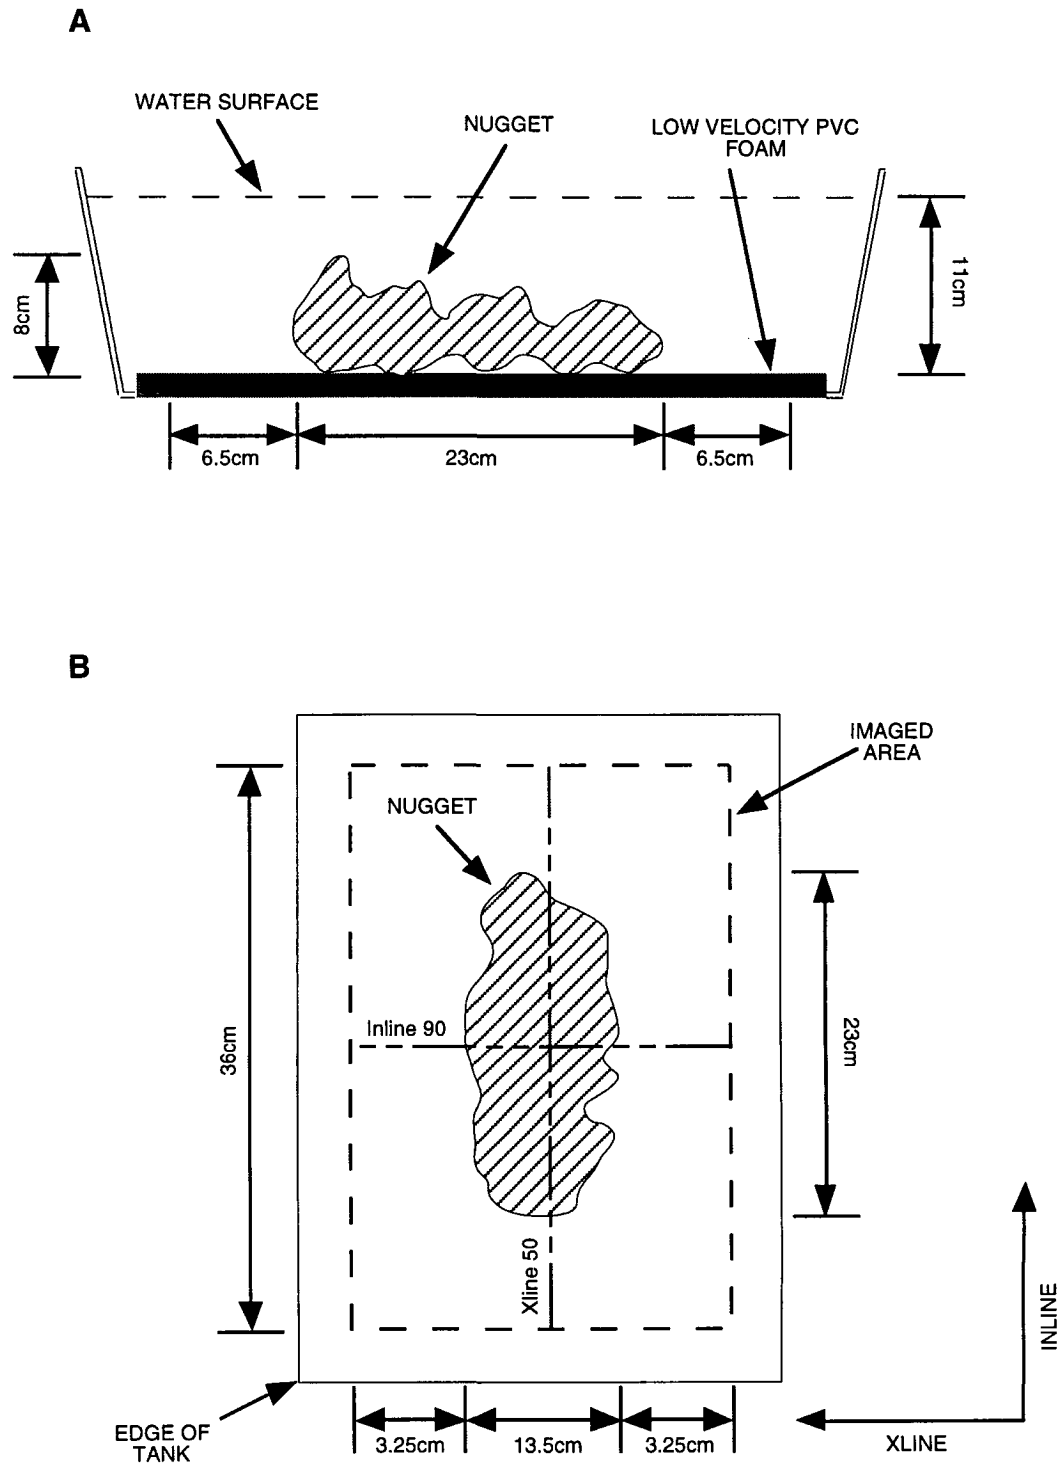 A
WATER SURFACE
NUGGET
LOW VELOCITY PVC
FOAM
8cm
11cm
6.5cm
23cm
6.5cm
B
IMAGED
AREA
NUGGET
Inline 90
36cm
23cm
Xline 50
INLINE
EDGE OF
TANK
3.25cm
13.5cm
3.25cm
XLINE